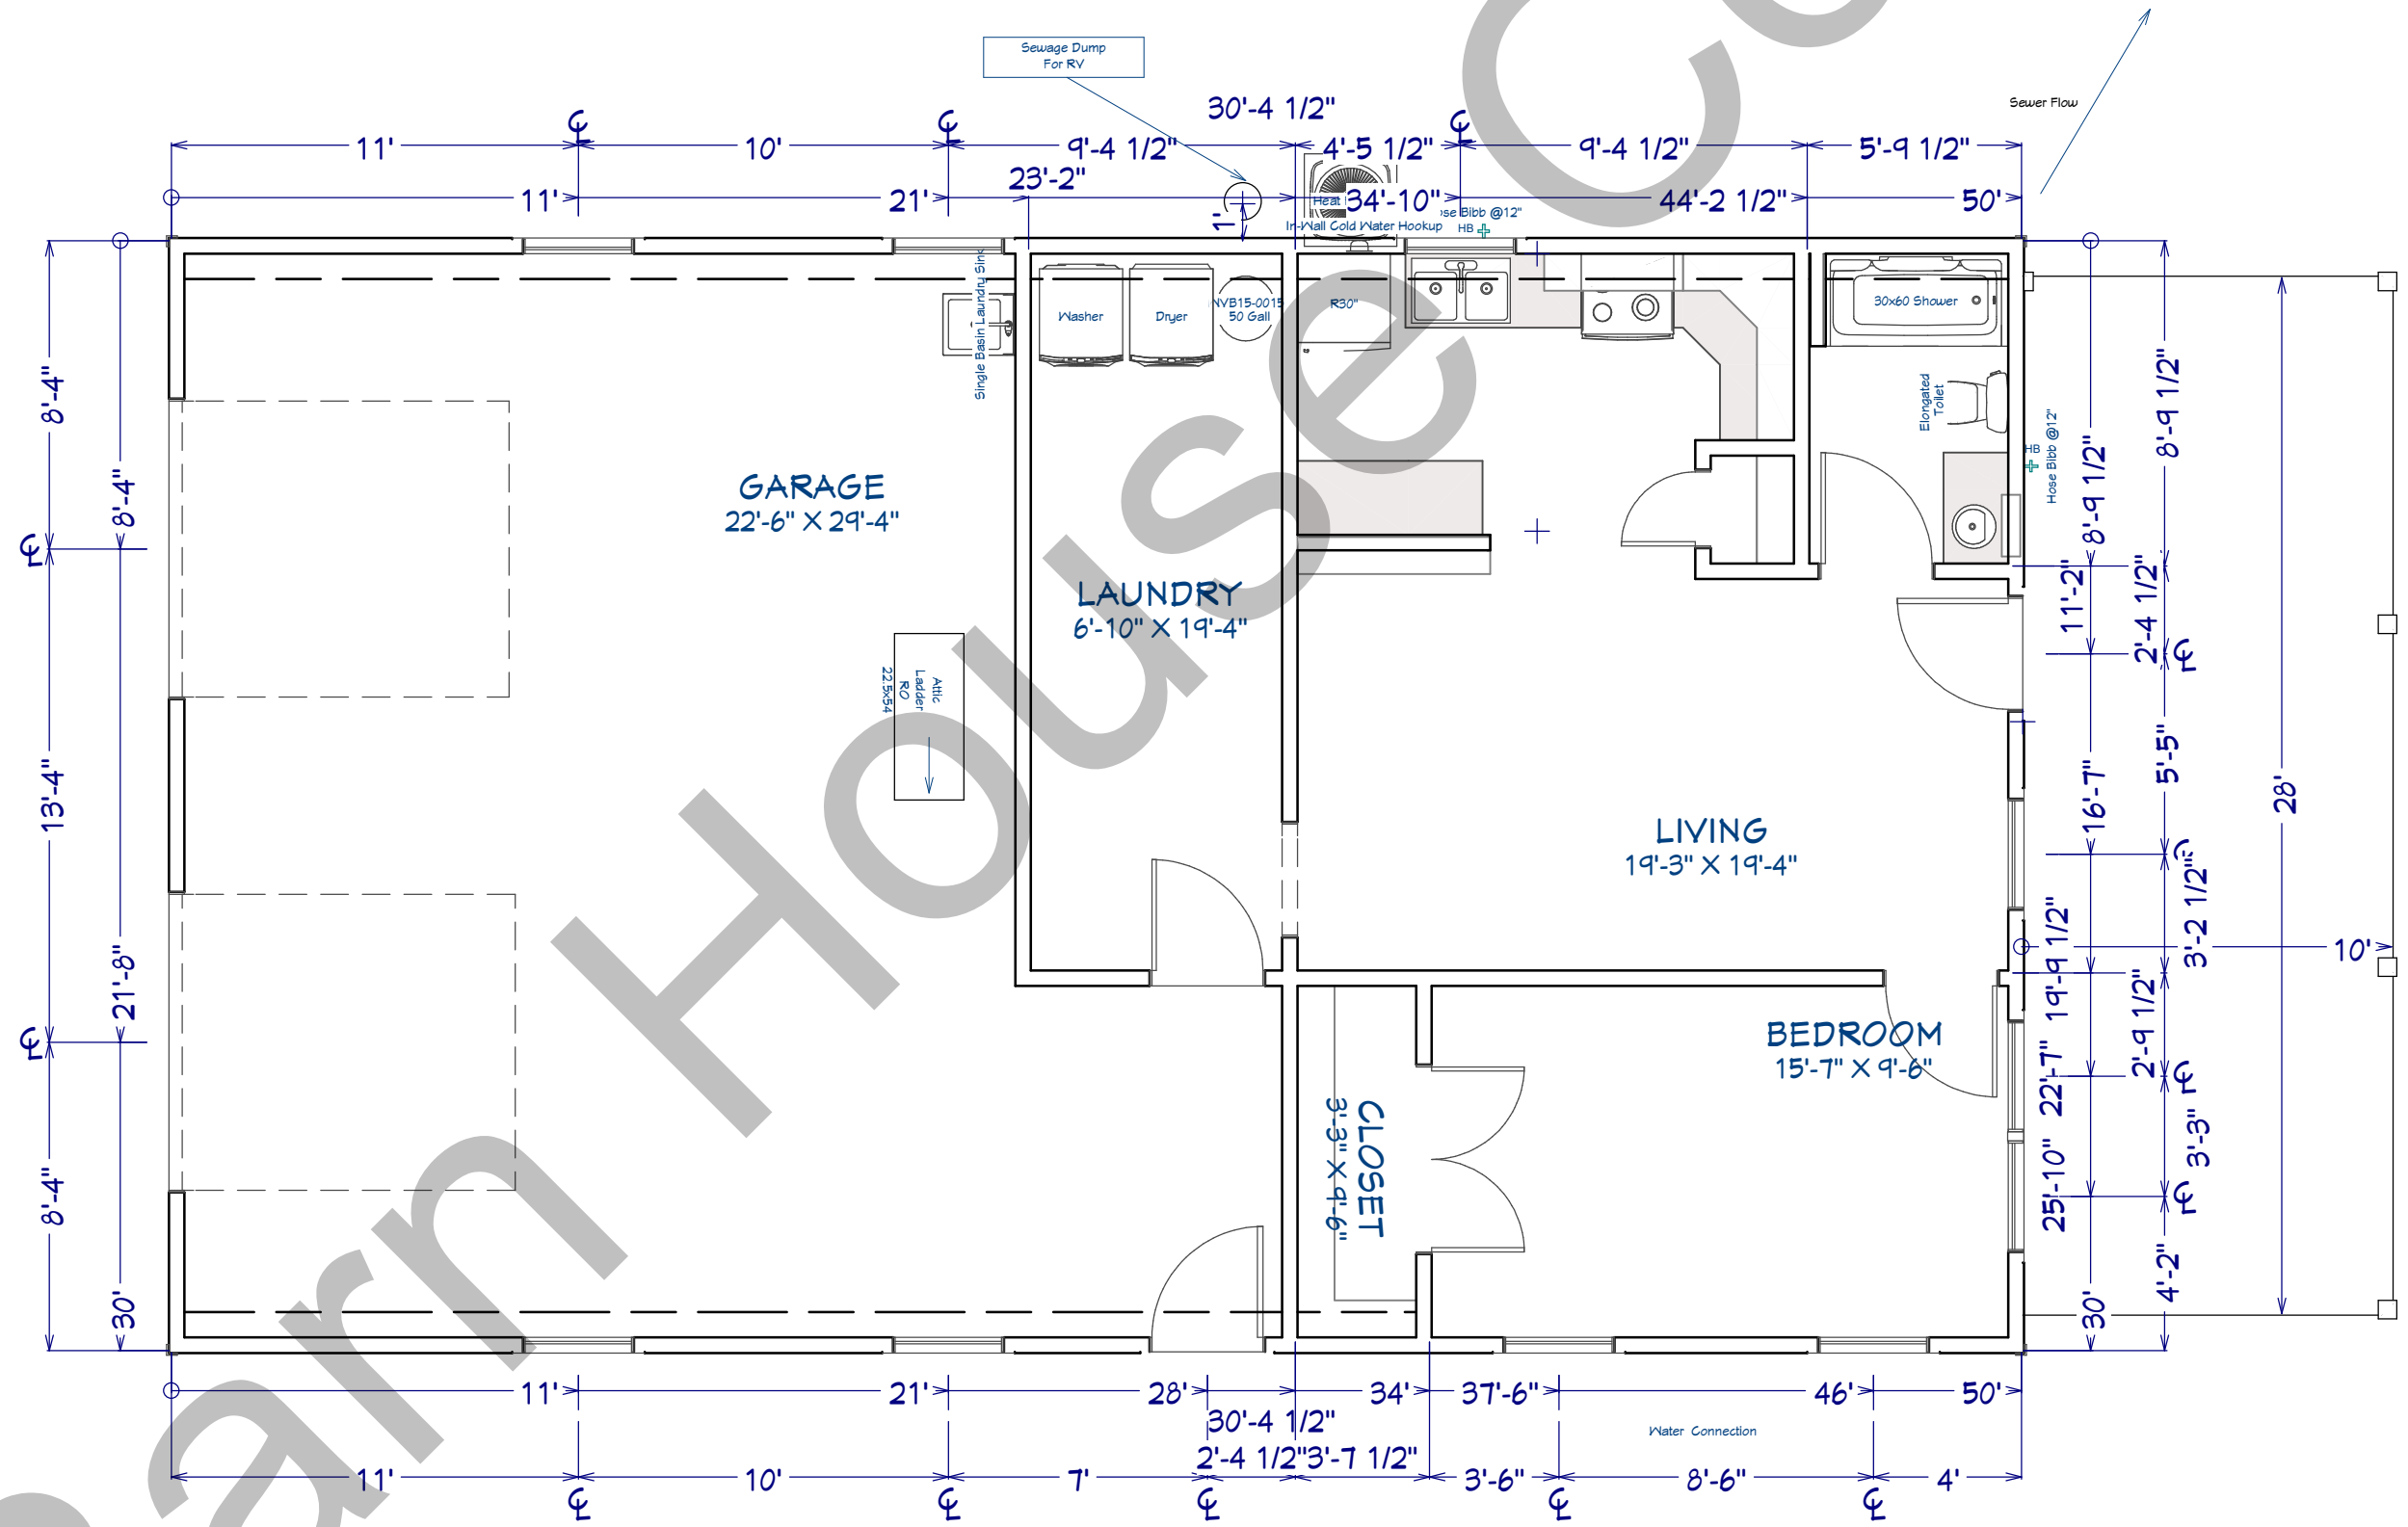 Sewage Dump
For RV
Sewer Flow
30'-4 1/2"
11'
10'
9'-4 1/2"
4'-5 1/2"
9'-4 1/2"
5'-9 1/2"
23'-2"
11'
21'
34'-10"
44'-2 1/2"
50'
1"
Heat
In-Wall Cold Water Hookup
se Bibb @12"
HB
Single Basin Laundry Sink
Washer
Dryer
NVB15-0015
50 Gall
R30"
30x60 Shower
Elongated
Toilet
HB
Hose Bibb @12"
GARAGE
22'-6" X 29'-4"
LAUNDRY
6'-10" X 19'-4"
Attic
Ladder
RO
22.5x54
LIVING
19'-3" X 19'-4"
BEDROOM
15'-7" X 9'-6"
CLOSET
3'-3" X 9'-6"
8'-4"
13'-4"
8'-4"
8'-4"
21'-8"
30'
8'-9 1/2"
11'-2"
16'-7"
19'-9 1/2"
22'-7"
25'-10"
30'
8'-9 1/2"
2'-4 1/2"
5'-5"
3'-2 1/2"
2'-9 1/2"
3'-3"
4'-2"
28'
10'
11'
21'
28'
34'
37'-6"
46'
50'
30'-4 1/2"
Water Connection
2'-4 1/2"
3'-7 1/2"
11'
10'
7'
3'-6"
8'-6"
4'
arn House Co